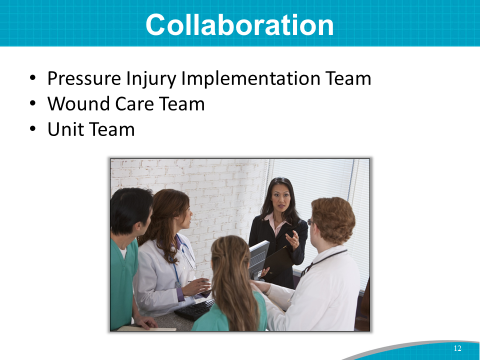 Collaboration
• Pressure Injury Implementation Team
• Wound Care Team
• Unit Team
12